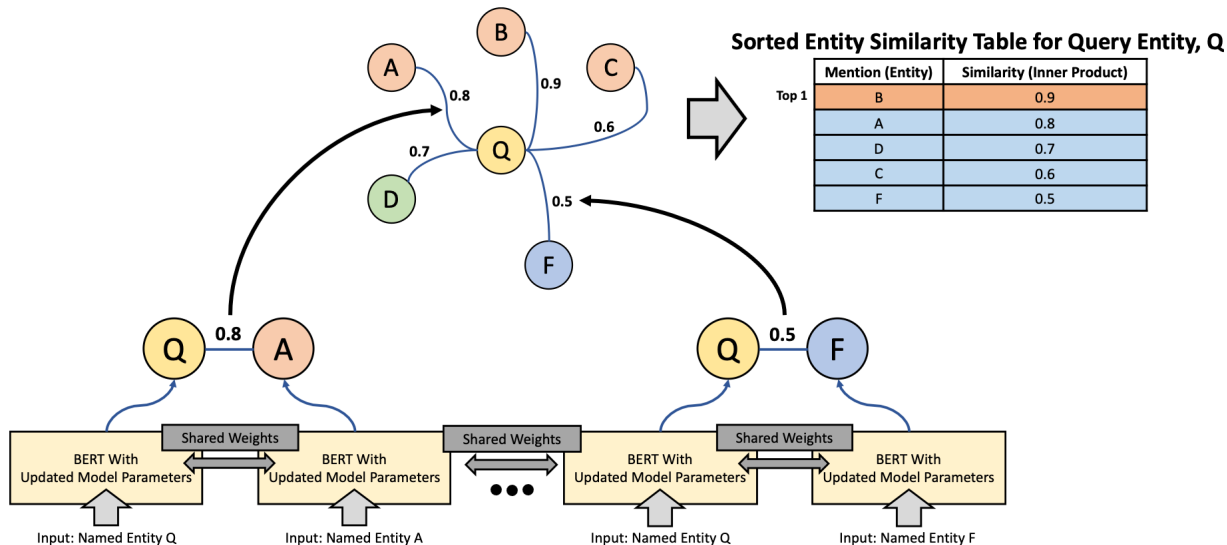 B
A
C
0.8
0.9
0.6
Q
0.7
D
0.5
F
Sorted Entity Similarity Table for Query Entity, Q
Mention (Entity) Similarity (Inner Product)
Top 1 B 0.9
A 0.8
D 0.7
C 0.6
F 0.5
Q 0.8 A
Q 0.5 F
Shared Weights
Shared Weights
Shared Weights
BERT With
Updated Model Parameters
BERT With
Updated Model Parameters
BERT With
Updated Model Parameters
BERT With
Updated Model Parameters
Input: Named Entity Q
Input: Named Entity A
Input: Named Entity Q
Input: Named Entity F